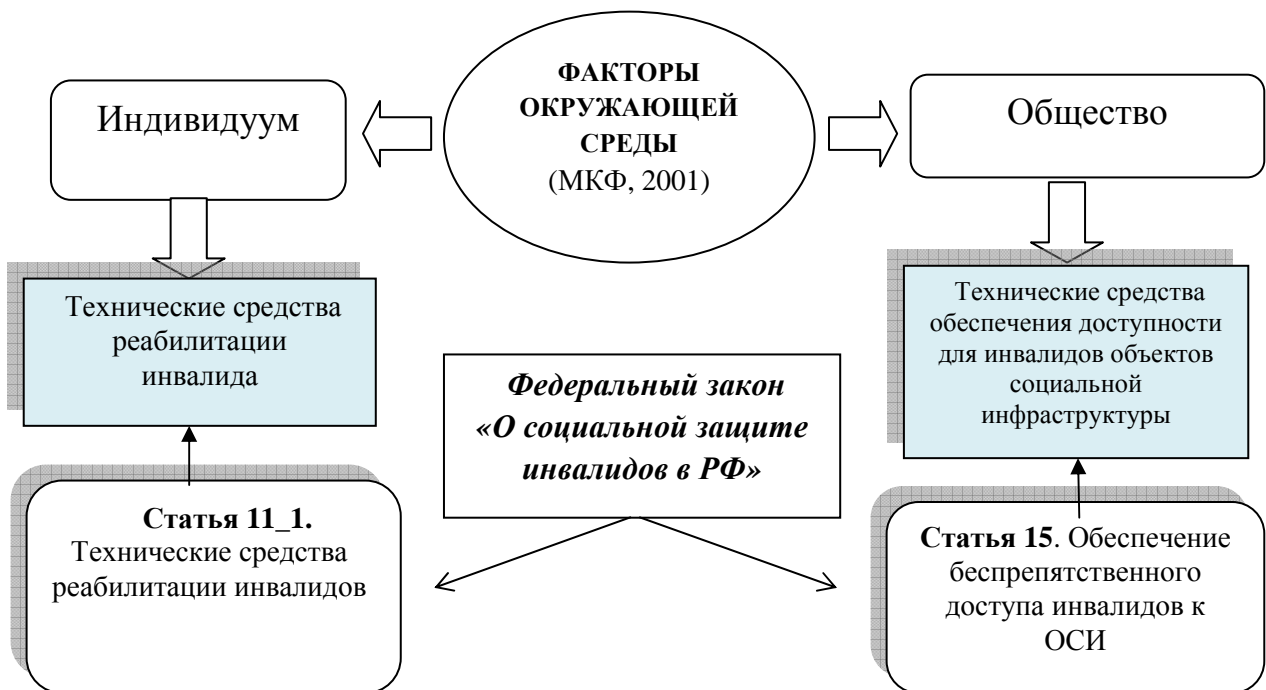 ФАКТОРЫ
ОКРУЖАЮЩЕЙ
СРЕДЫ
(МКФ, 2001)
Индивидуум
Общество
Технические средства
реабилитации
инвалида
Технические средства
обеспечения доступности
для инвалидов объектов
социальной
инфраструктуры
Федеральный закон
«О социальной защите
инвалидов в РФ»
Статья 11_1.
Технические средства
реабилитации инвалидов
Статья 15. Обеспечение
беспрепятственного
доступа инвалидов к
ОСИ